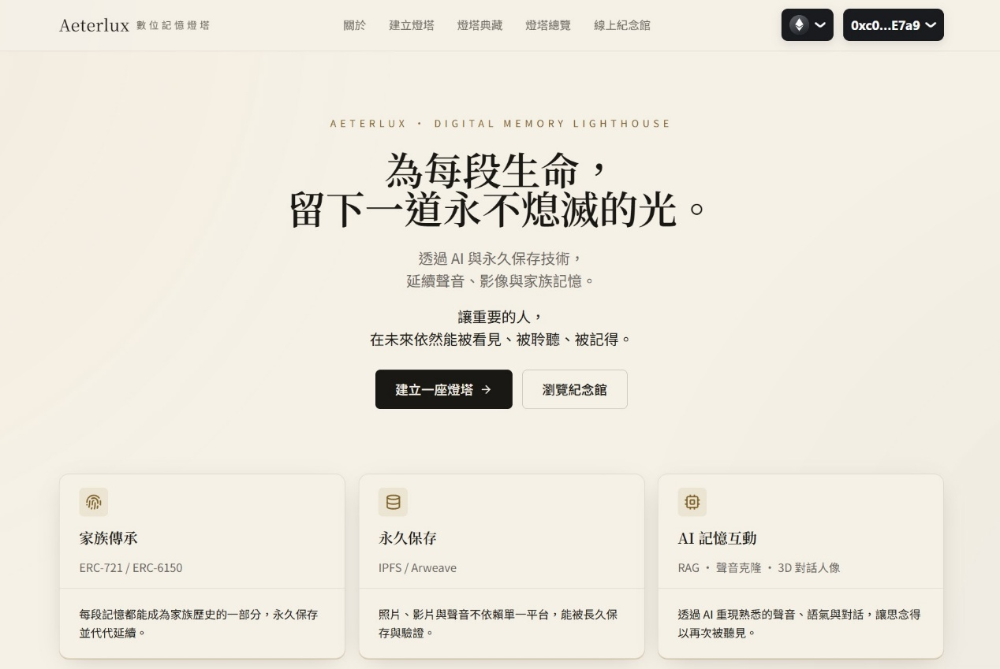 Aeterlux 數位記憶燈塔
關於 建立燈塔 燈塔典藏 燈塔總覽 線上紀念館
0xc0...E7a9
AETERLUX · DIGITAL MEMORY LIGHTHOUSE
為每段生命，
留下一道永不熄滅的光。
透過 AI 與永久保存技術，
延續聲音、影像與家族記憶。
讓重要的人，
在未來依然能被看見、被聆聽、被記得。
建立一座燈塔 →
瀏覽紀念館
家族傳承
ERC-721 / ERC-6150
每段記憶都能成為家族歷史的一部分，永久保存
並代代延續。
永久保存
IPFS / Arweave
照片、影片與聲音不依賴單一平台，能被長久保
存與驗證。
AI 記憶互動
RAG · 聲音克隆 · 3D 對話人像
透過 AI 重現熟悉的聲音、語氣與對話，讓思念得
以再次被聽見。